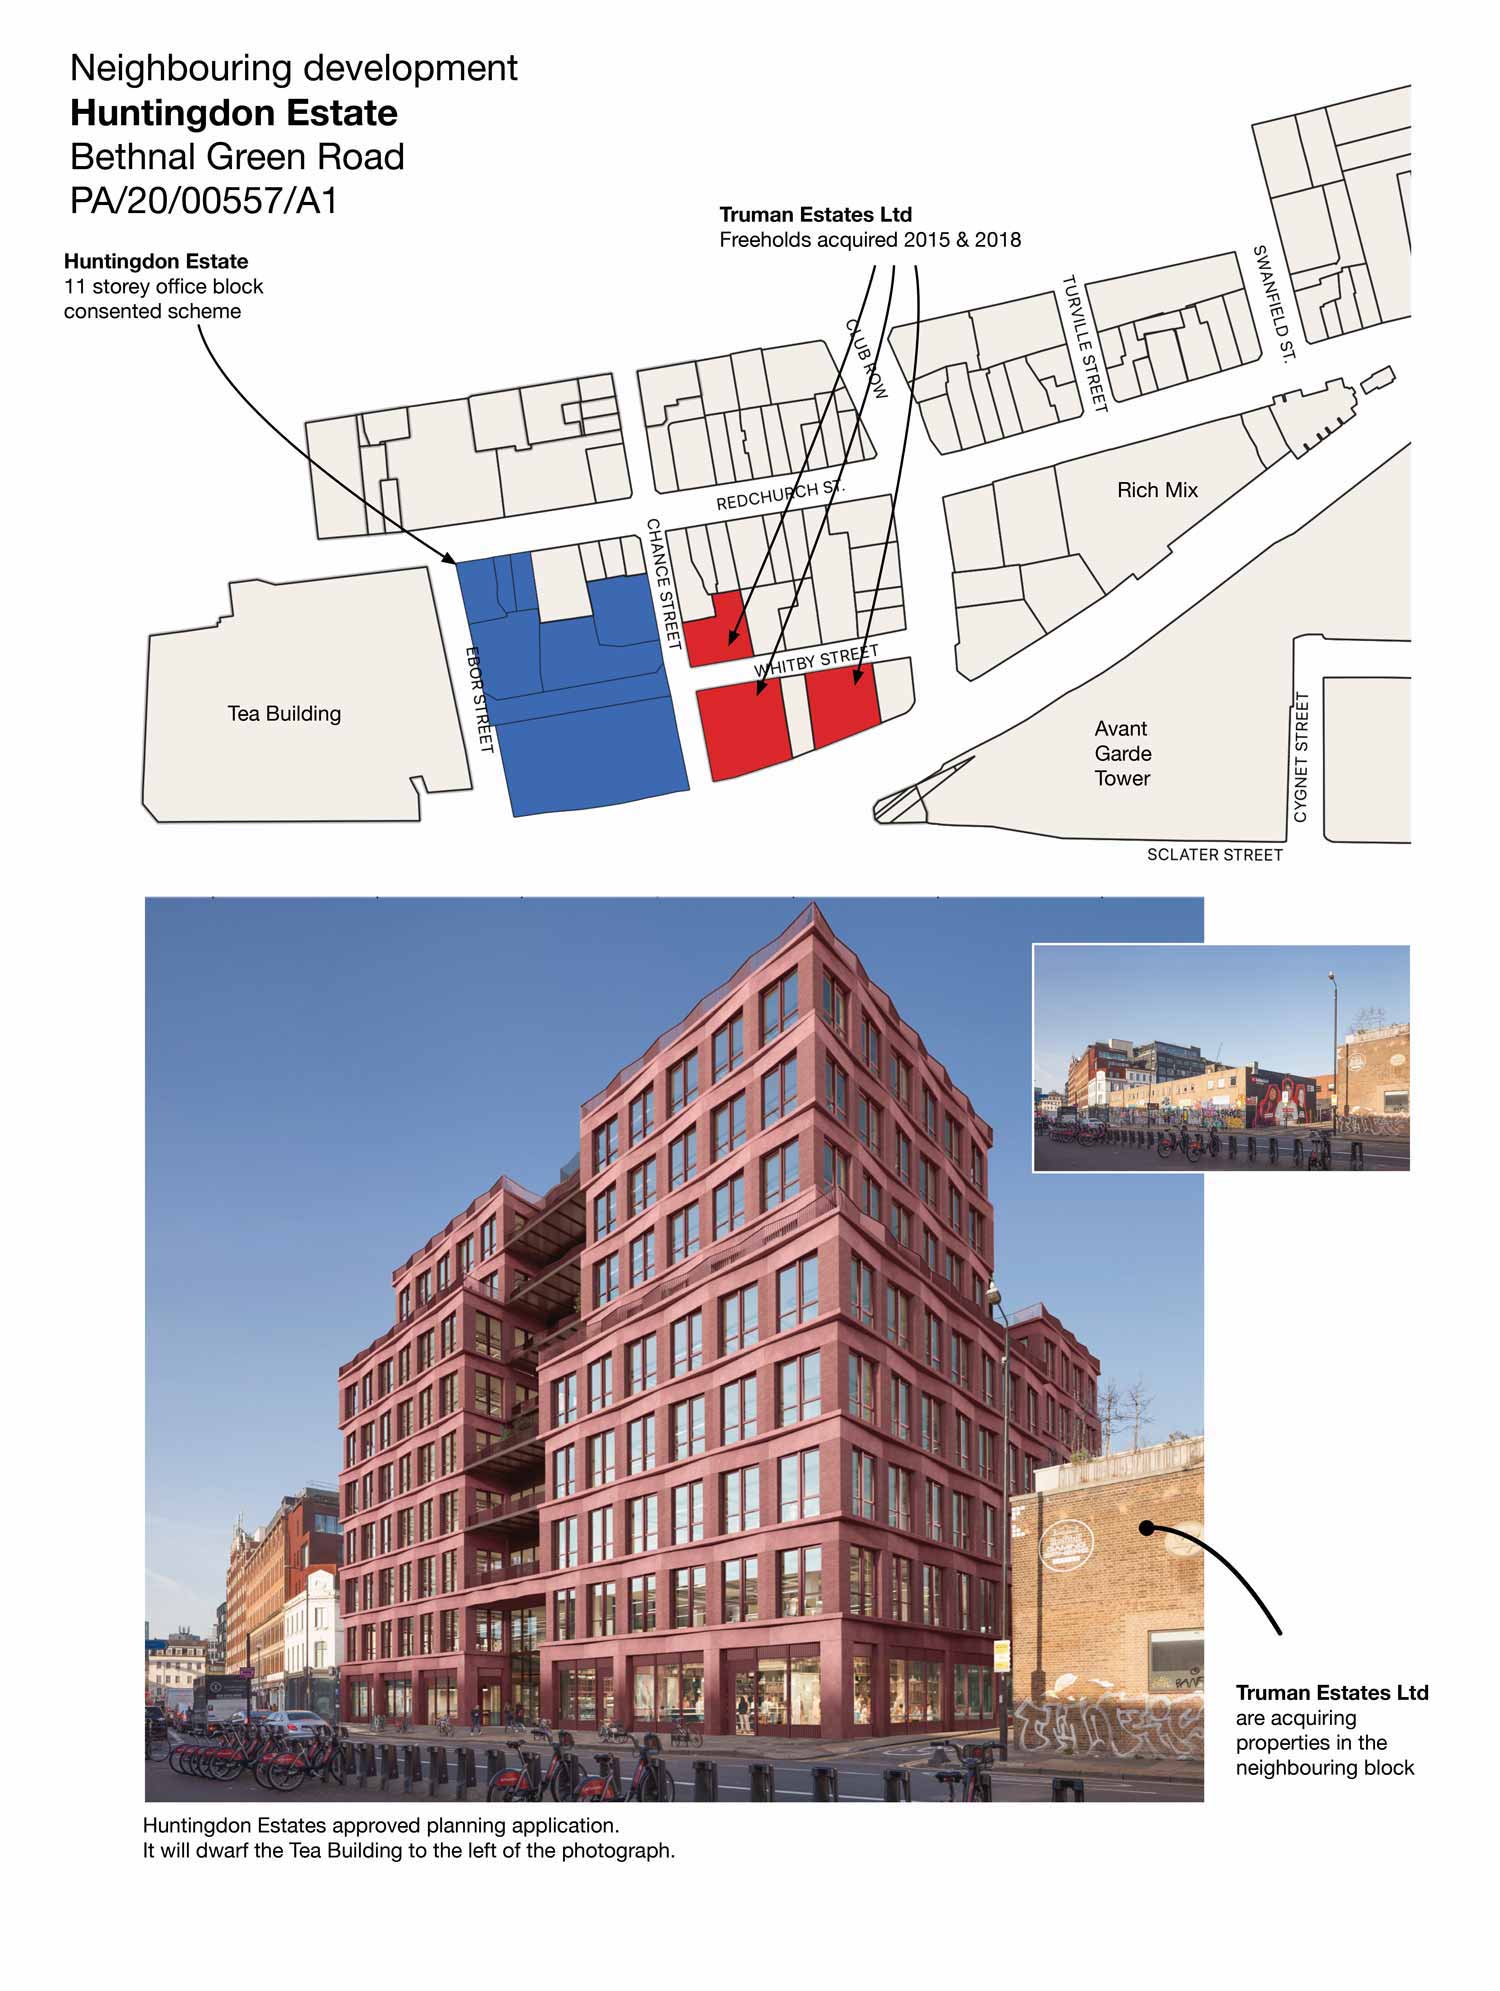 Neighbouring development
Huntingdon Estate
Bethnal Green Road
PA/20/00557/A1
Huntingdon Estate
11 storey office block
consented scheme
Truman Estates Ltd
Freeholds acquired 2015 & 2018
CLUB ROW
TURVILLE STREET
SWANFIELD ST.
REDCHURCH ST.
Rich Mix
CHANCE STREET
WHITBY STREET
EBOR STREET
Tea Building
Avant
Garde
Tower
CYGNET STREET
SCLATER STREET
Truman Estates Ltd
are acquiring
properties in the
neighbouring block
Huntingdon Estates approved planning application.
It will dwarf the Tea Building to the left of the photograph.